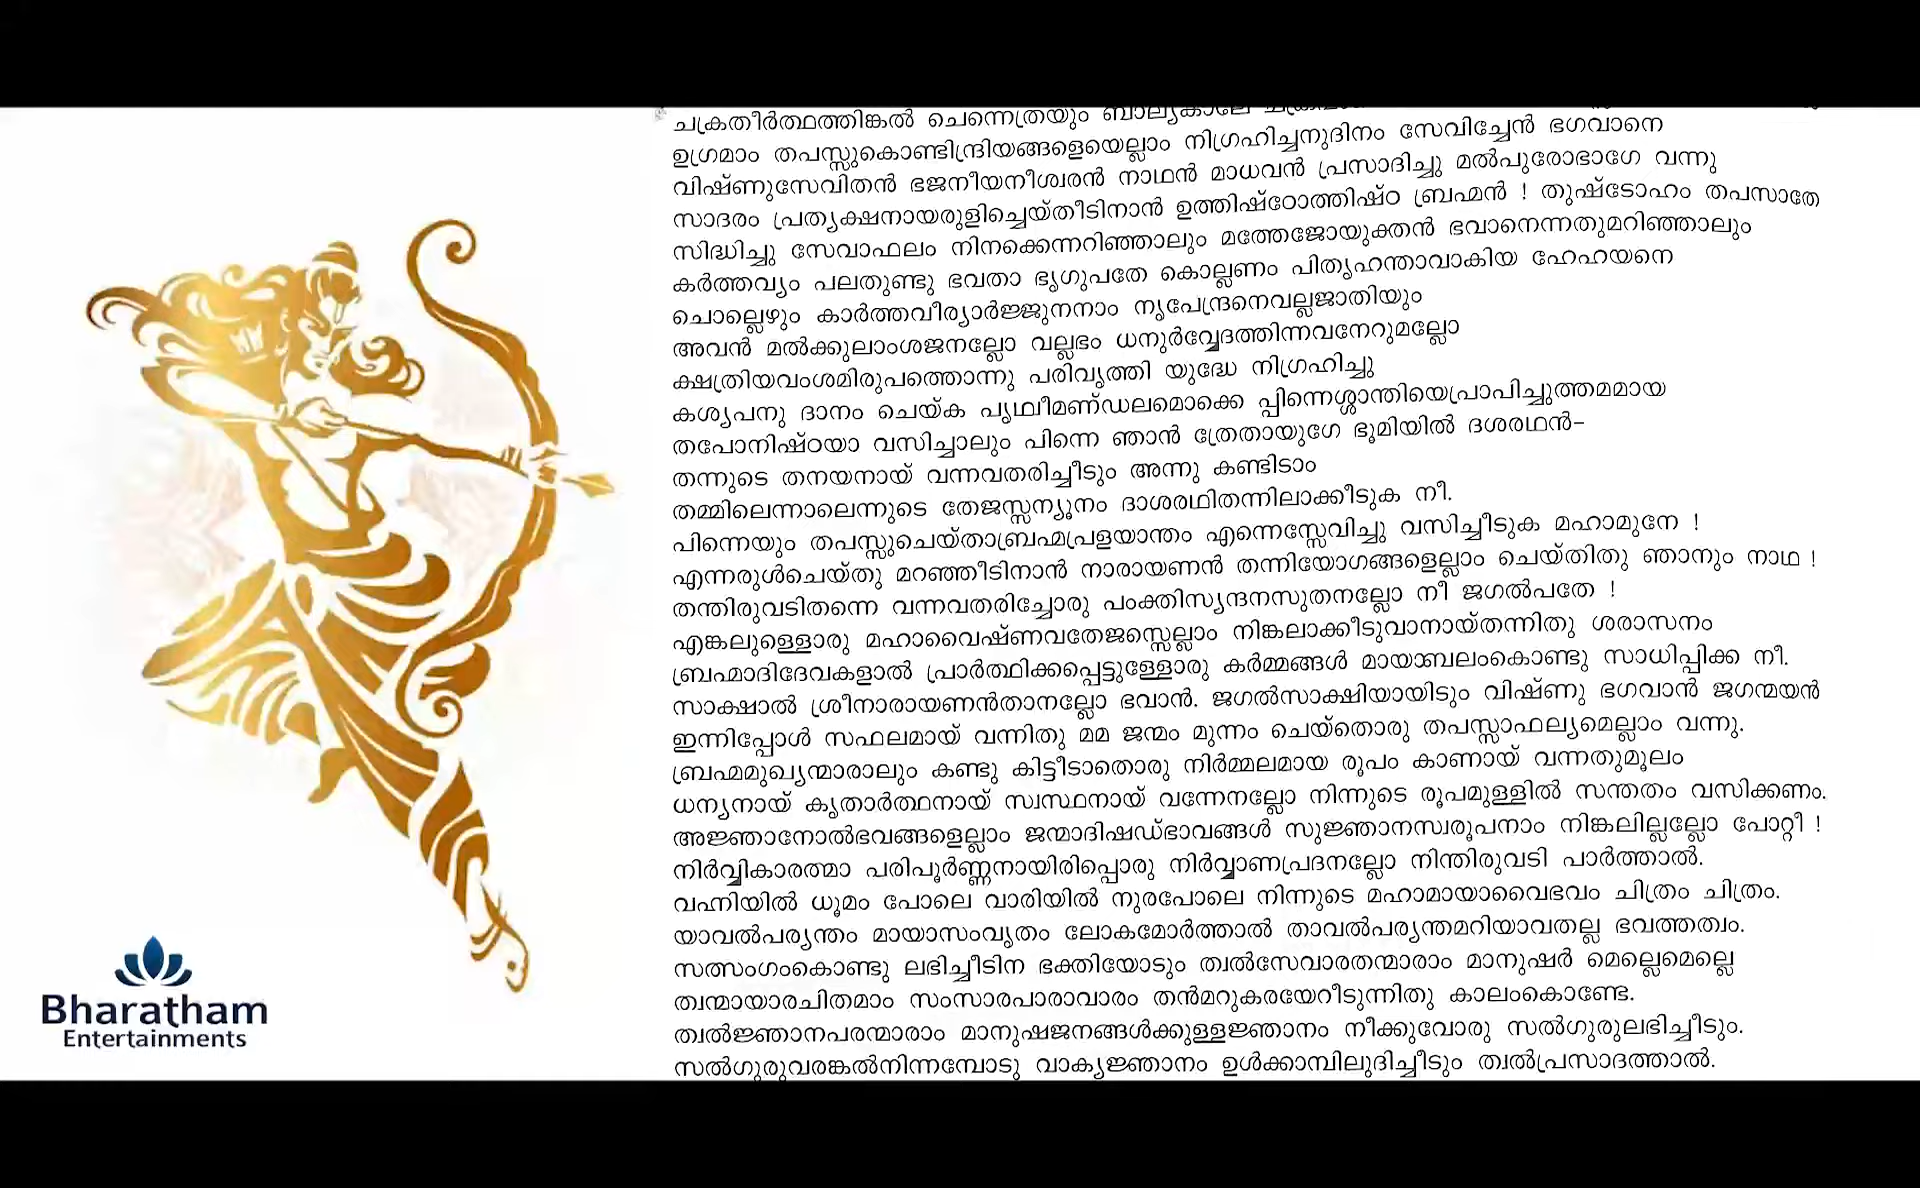 ചക്രതീർത്ഥത്തിങ്കൽ ചെന്നെത്രയും ബാല്യകാലേ
ഉഗ്രമാം തപസ്സുകൊണ്ടിന്ദ്രിയങ്ങളെയെല്ലാം നിഗ്രഹിച്ചനുദിനം സേവിച്ചേൻ ഭഗവാനെ
വിഷ്ണുസേവിതൻ ഭജനീയനീശ്വരൻ നാഥൻ മാധവൻ പ്രസാദിച്ചു മൽപുരോഭാഗേ വന്നു
സാദരം പ്രത്യക്ഷനായരുളിച്ചെയ്തീടിനാൻ ഉത്തിഷ്ഠോത്തിഷ്ഠ ബ്രഹ്മൻ ! തുഷ്ടോഹം തപസാതേ
സിദ്ധിച്ചു സേവാഫലം നിനക്കെന്നറിഞ്ഞാലും മത്തേജോയുക്തൻ ഭവാനെന്നതുമറിഞ്ഞാലും
കർത്തവ്യം പലതുണ്ടു ഭവതാ ഭൃഗുപതേ കൊല്ലണം പിതൃഹന്താവാകിയ ഹേഹയനെ
ചൊല്ലെഴും കാർത്തവീര്യാർജ്ജുനനാം നൃപേന്ദ്രനെവല്ലജാതിയും
അവൻ മൽക്കുലാംശജനല്ലോ വല്ലഭം ധനുർവ്വേദത്തിന്നവനേറുമല്ലോ
ക്ഷത്രിയവംശമിരുപത്തൊന്നു പരിവൃത്തി യുദ്ധേ നിഗ്രഹിച്ചു
കശ്യപനു ദാനം ചെയ്ക പൃഥ്വീമണ്ഡലമൊക്കെ പ്പിന്നെശ്ശാന്തിയെപ്രാപിച്ചുത്തമമായ
തപോനിഷ്ഠയാ വസിച്ചാലും പിന്നെ ഞാൻ ത്രേതായുഗേ ഭൂമിയിൽ ദശരഥൻ-
തന്നുടെ തനയനായ് വന്നവതരിച്ചീടും അന്നു കണ്ടിടാം
തമ്മിലെന്നാലെന്നുടെ തേജസ്സന്യൂനം ദാശരഥിതന്നിലാക്കീടുക നീ.
പിന്നെയും തപസ്സുചെയ്താബ്രഹ്മപ്രളയാന്തം എന്നെസ്സേവിച്ചു വസിച്ചീടുക മഹാമുനേ !
എന്നരുൾചെയ്തു മറഞ്ഞീടിനാൻ നാരായണൻ തന്നിയോഗങ്ങളെല്ലാം ചെയ്തിതു ഞാനും നാഥ !
തന്തിരുവടിതന്നെ വന്നവതരിച്ചോരു പംക്തിസ്യന്ദനസുതനല്ലോ നീ ജഗൽപതേ !
എങ്കലുള്ളൊരു മഹാവൈഷ്ണവതേജസ്സെല്ലാം നിങ്കലാക്കീടുവാനായ്തന്നിതു ശരാസനം
ബ്രഹ്മാദിദേവകളാൽ പ്രാർത്ഥിക്കപ്പെട്ടുള്ളോരു കർമ്മങ്ങൾ മായാബലംകൊണ്ടു സാധിപ്പിക്ക നീ.
സാക്ഷാൽ ശ്രീനാരായണൻതാനല്ലോ ഭവാൻ. ജഗൽസാക്ഷിയായിടും വിഷ്ണു ഭഗവാൻ ജഗന്മയൻ
ഇന്നിപ്പോൾ സഫലമായ് വന്നിതു മമ ജന്മം മുന്നം ചെയ്തൊരു തപസ്സാഫല്യമെല്ലാം വന്നു.
ബ്രഹ്മമുഖ്യന്മാരാലും കണ്ടു കിട്ടീടാതൊരു നിർമ്മലമായ രൂപം കാണായ് വന്നതുമൂലം
ധന്യനായ് കൃതാർത്ഥനായ് സ്വസ്ഥനായ് വന്നേനല്ലോ നിന്നുടെ രൂപമുള്ളിൽ സന്തതം വസിക്കണം.
അജ്ഞാനോൽഭവങ്ങളെല്ലാം ജന്മാദിഷഡ്ഭാവങ്ങൾ സുജ്ഞാനസ്വരൂപനാം നിങ്കലില്ലല്ലോ പോറ്റീ !
നിർവ്വികാരത്മാ പരിപൂർണ്ണനായിരിപ്പൊരു നിർവ്വാണപ്രദനല്ലോ നിന്തിരുവടി പാർത്താൽ.
വഹ്നിയിൽ ധൂമം പോലെ വാരിയിൽ നുരപോലെ നിന്നുടെ മഹാമായാവൈഭവം ചിത്രം ചിത്രം.
യാവൽപര്യന്തം മായാസംവൃതം ലോകമോർത്താൽ താവൽപര്യന്തമറിയാവതല്ല ഭവത്തത്വം.
സത്സംഗംകൊണ്ടു ലഭിച്ചീടിന ഭക്തിയോടും ത്വൽസേവാരതന്മാരാം മാനുഷർ മെല്ലെമെല്ലെ
ത്വന്മായാരചിതമാം സംസാരപാരാവാരം തൻമറുകരയേറീടുന്നിതു കാലംകൊണ്ടേ.
ത്വൽജ്ഞാനപരന്മാരാം മാനുഷജനങ്ങൾക്കുള്ളജ്ഞാനം നീക്കുവോരു സൽഗുരുലഭിച്ചീടും.
സൽഗുരുവരങ്കൽനിന്നമ്പോടു വാക്യജ്ഞാനം ഉൾക്കാമ്പിലുദിച്ചീടും ത്വൽപ്രസാദത്താൽ.
Bharatham
Entertainments